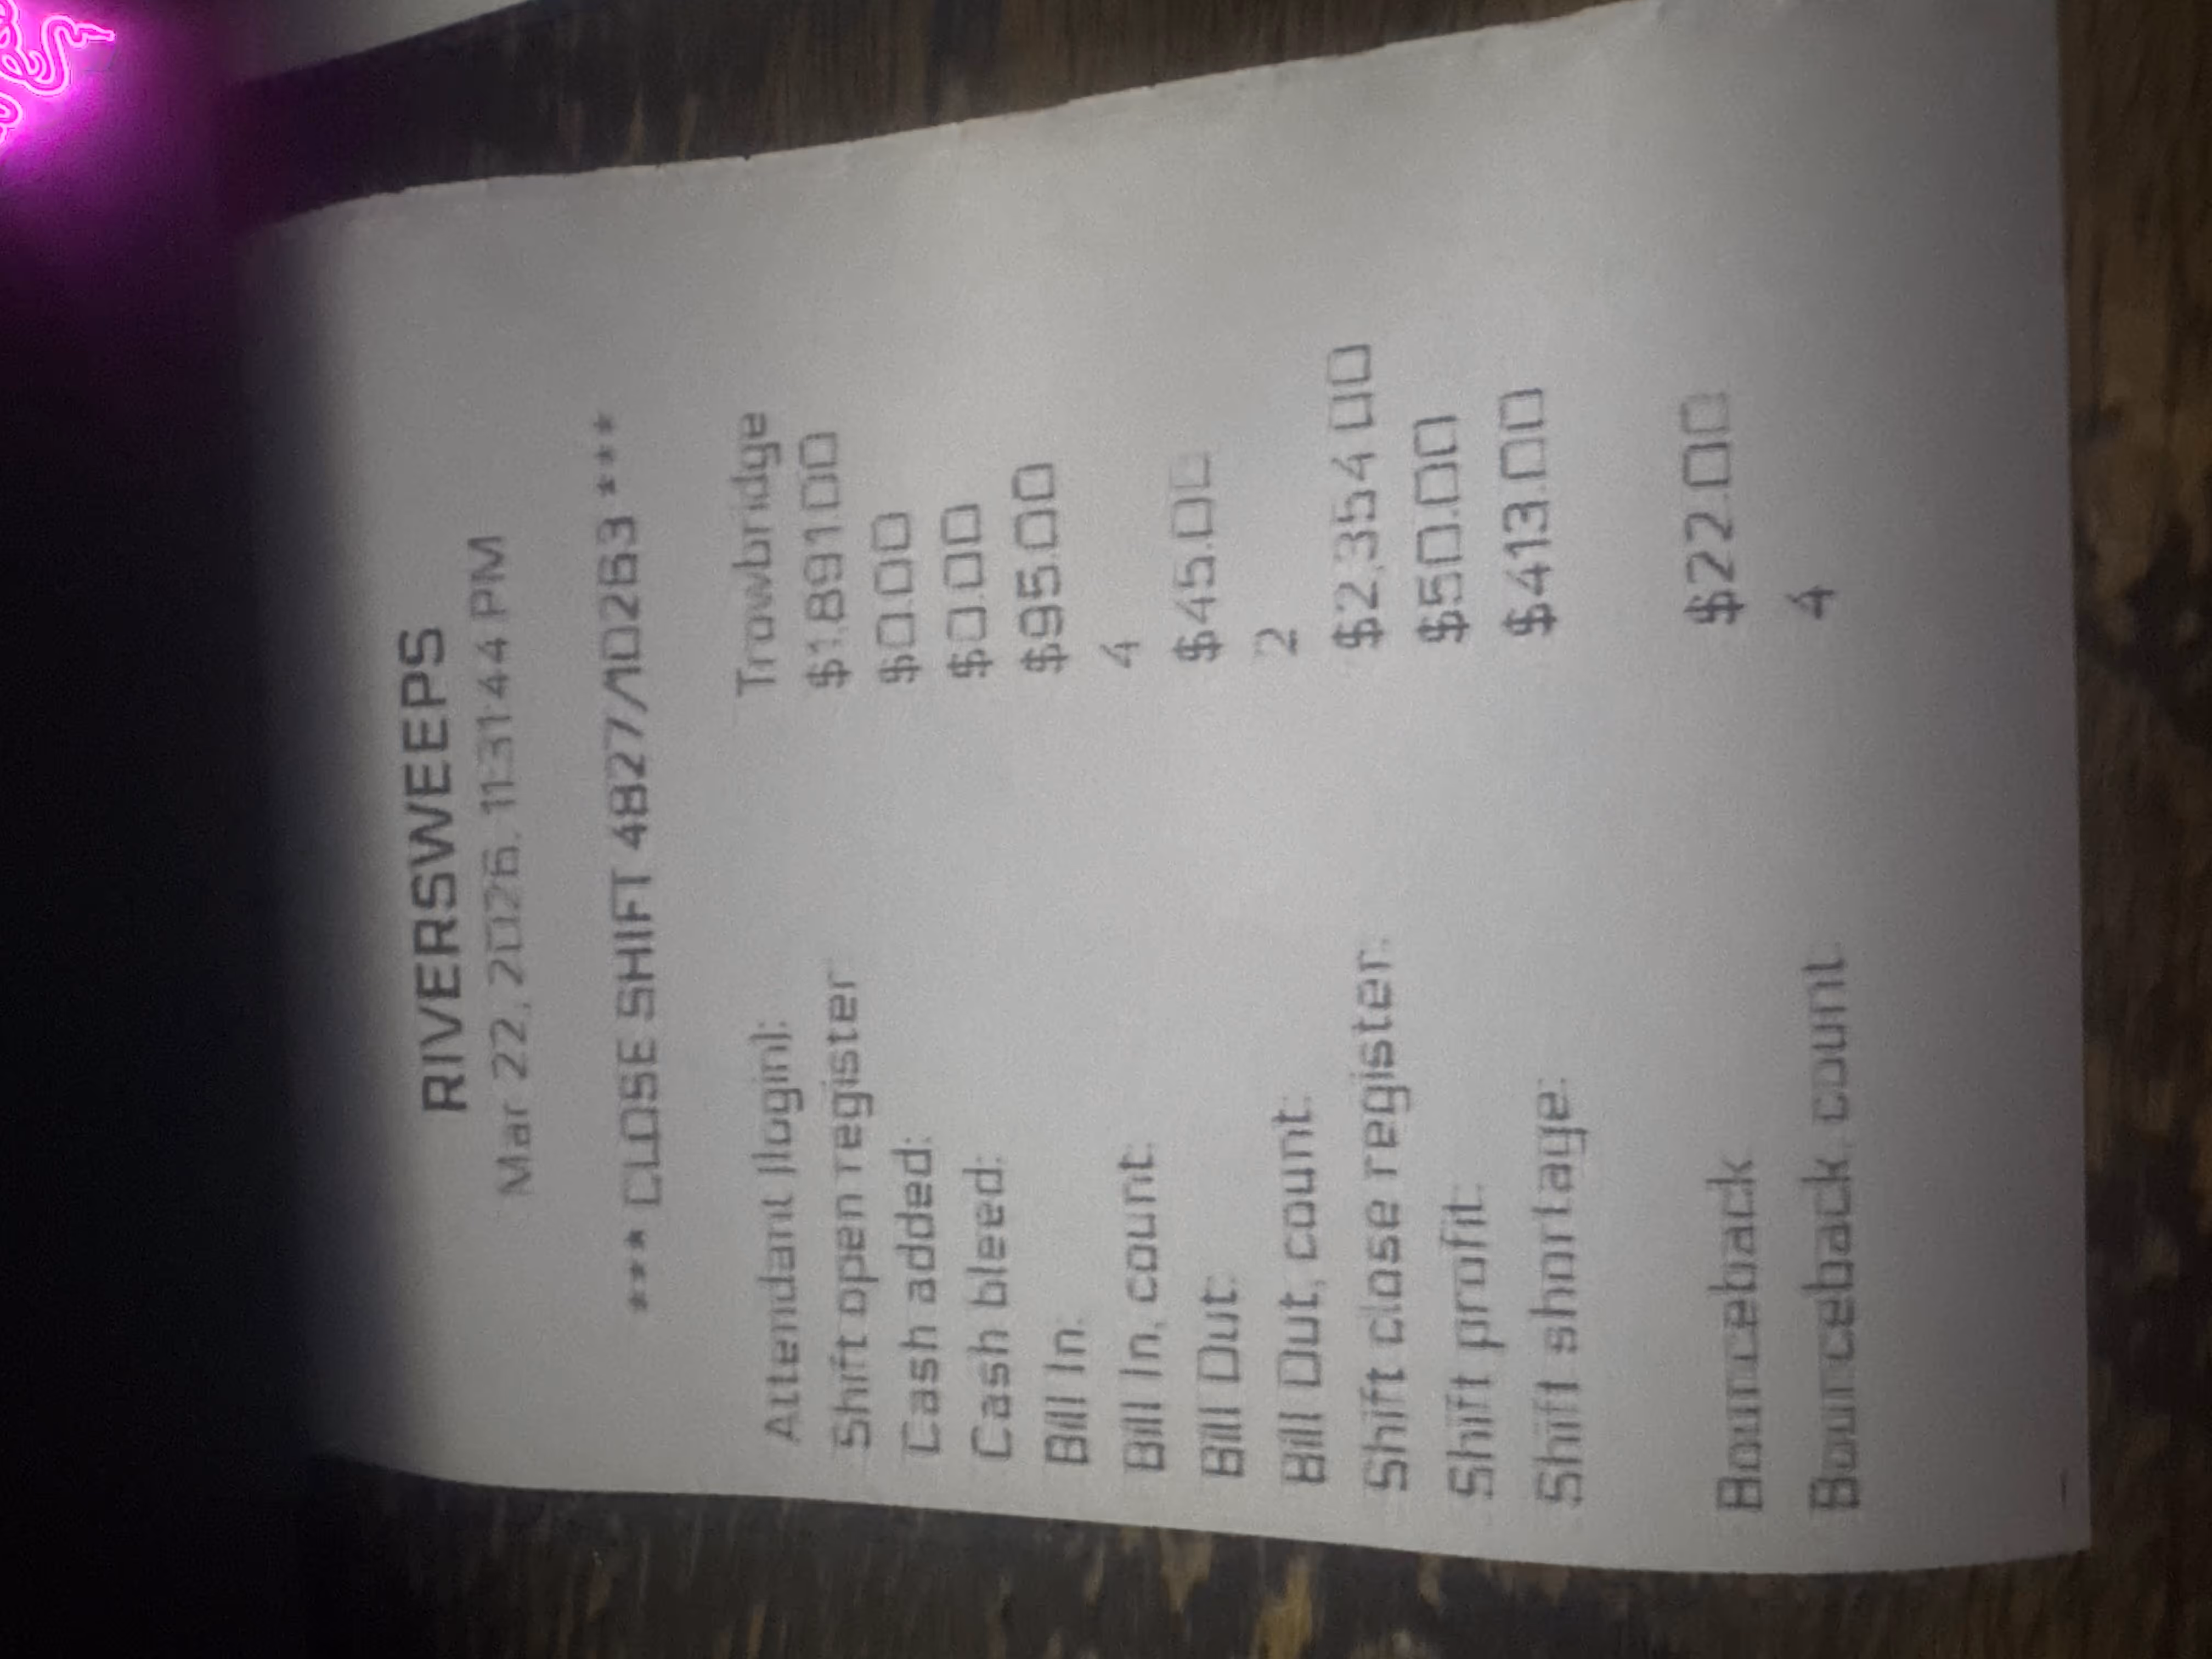 RIVERSWEEPS
Mar 22, 2026, 11:31:44 PM
*** CLOSE SHIFT 4827/10263 ***
Attendant (login): Trowbridge
Shift open register $1,891.00
Cash added: $0.00
Cash bleed: $0.00
Bill In: $95.00
Bill In, count: 4
Bill Out: $45.00
Bill Out, count: 2
Shift close register: $2,354.00
Shift profit: $50.00
Shift shortage: $413.00
Bounceback $22.00
Bounceback, count 4